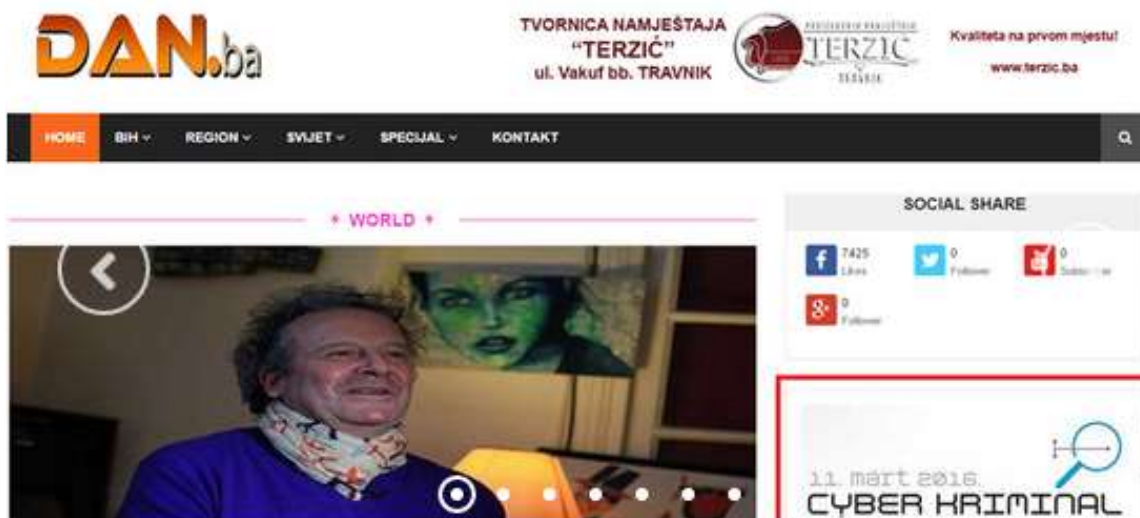 DAN.ba
TVORNICA NAMJEŠTAJA
“TERZIĆ”
ul. Vakuf bb. TRAVNIK
TERZIĆ
TRAVNIK
Kvaliteta na prvom mjestu!
www.terzic.ba
HOME BIH REGION SVIJET SPECIJAL KONTAKT
WORLD
SOCIAL SHARE
7425
Likes
0
Follower
0
0
Follower
11. mart 2016.
CYBER KRIMINAL